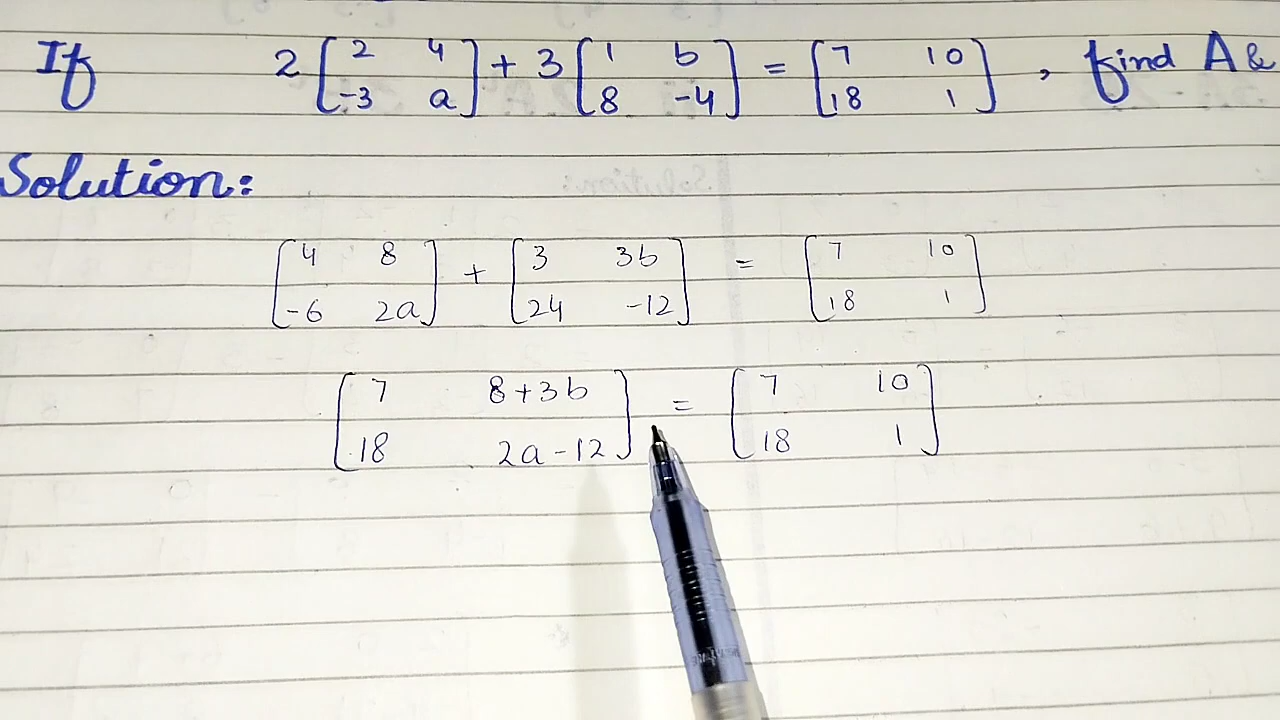 If 2 [ 2 4 ] + 3 [ 1 b ] = [ 7 10 ] , find A &
[ -3 a ] [ 8 -4 ] [ 18 1 ]
Solution:
[ 4 8 ] + [ 3 3b ] = [ 7 10 ]
[ -6 2a ] [ 24 -12 ] [ 18 1 ]
[ 7 8+3b ] = [ 7 10 ]
[ 18 2a-12 ] [ 18 1 ]